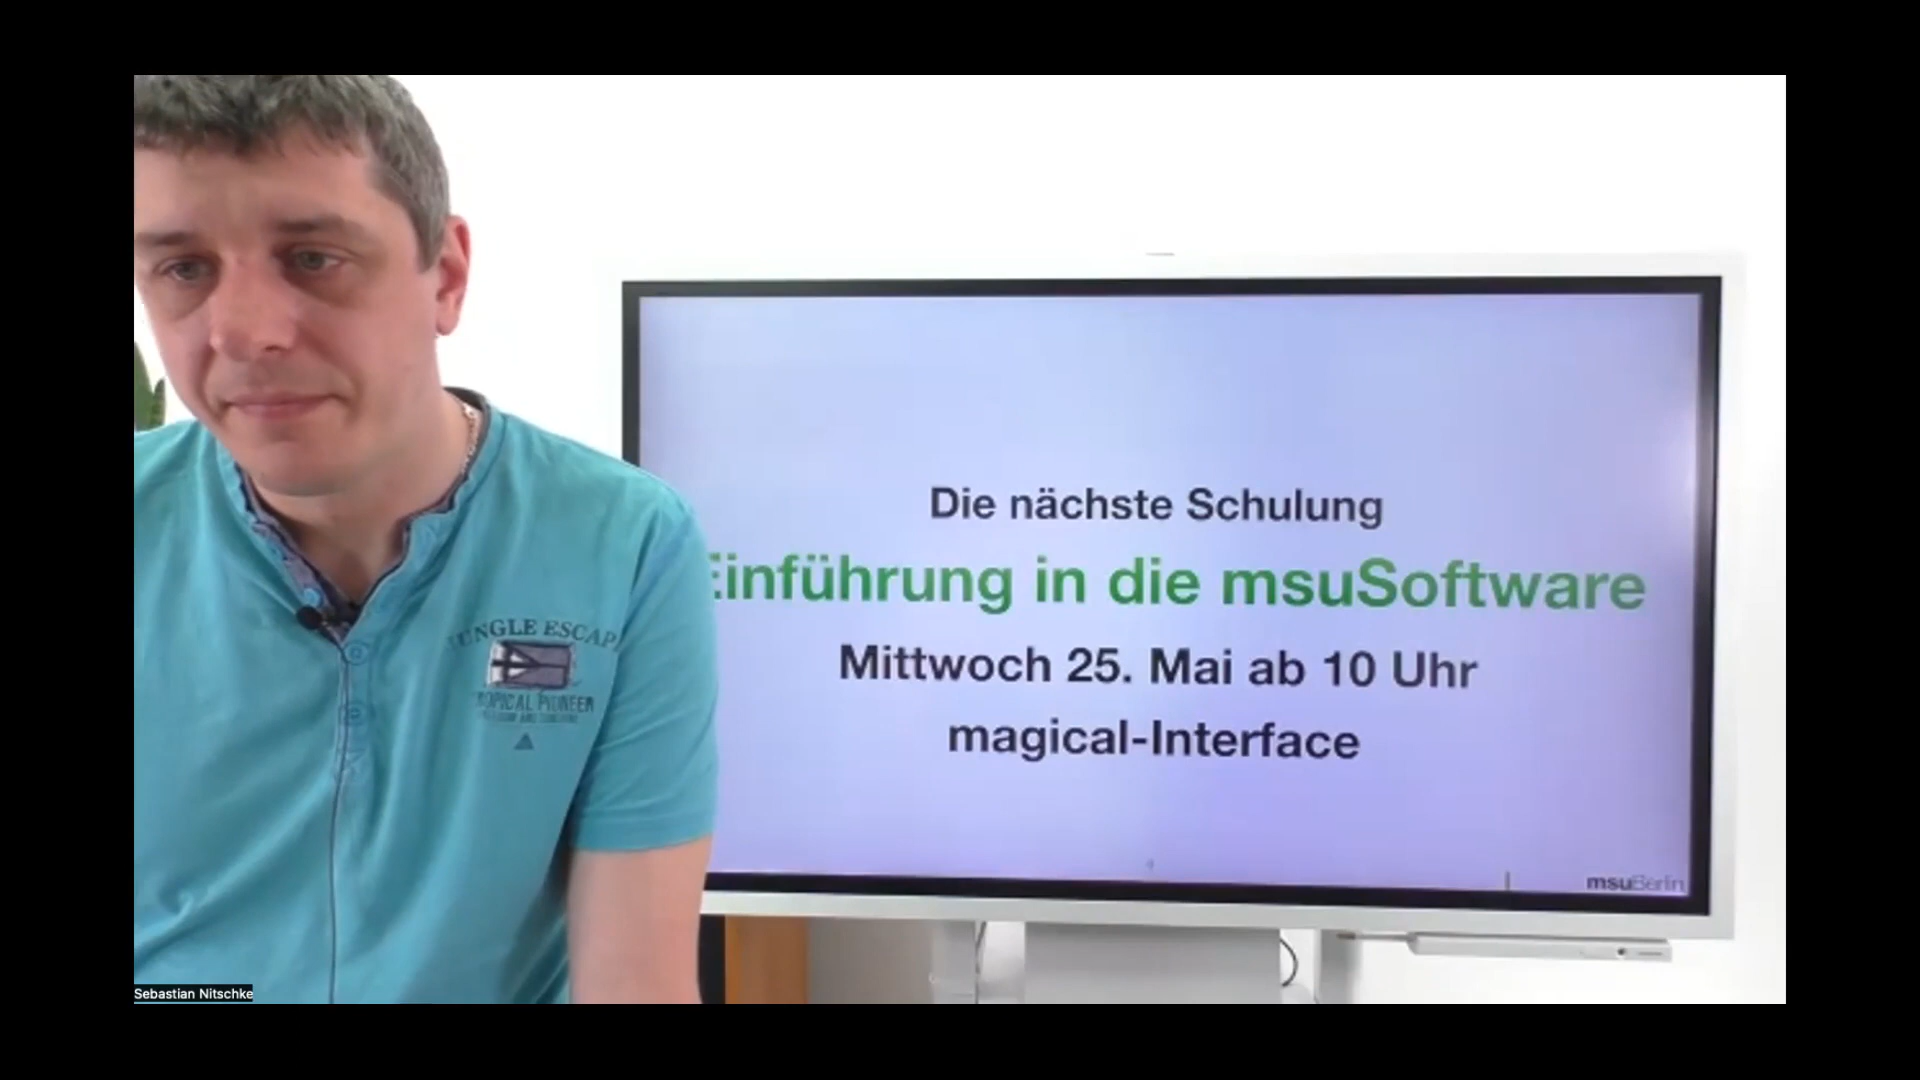 Die nächste Schulung
Einführung in die msuSoftware
Mittwoch 25. Mai ab 10 Uhr
magical-Interface
msuBerlin
JUNGLE ESCAPE
TROPICAL PIONEER
Sebastian Nitschke